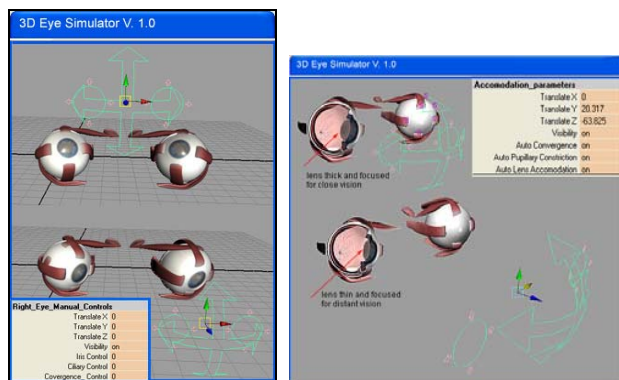 3D Eye Simulator V. 1.0
Right_Eye_Manual_Controls
Translate X 0
Translate Y 0
Translate Z 0
Visibility on
Iris Control 0
Ciliary Control 0
Covergence_Control 0
3D Eye Simulator V. 1.0
Accomodation_parameters
Translate X 0
Translate Y 20.317
Translate Z -63.825
Visibility on
Auto Convergence on
Auto Pupillary Constriction on
Auto Lens Accomodation on
lens thick and focused
for close vision
lens thin and focused
for distant vision